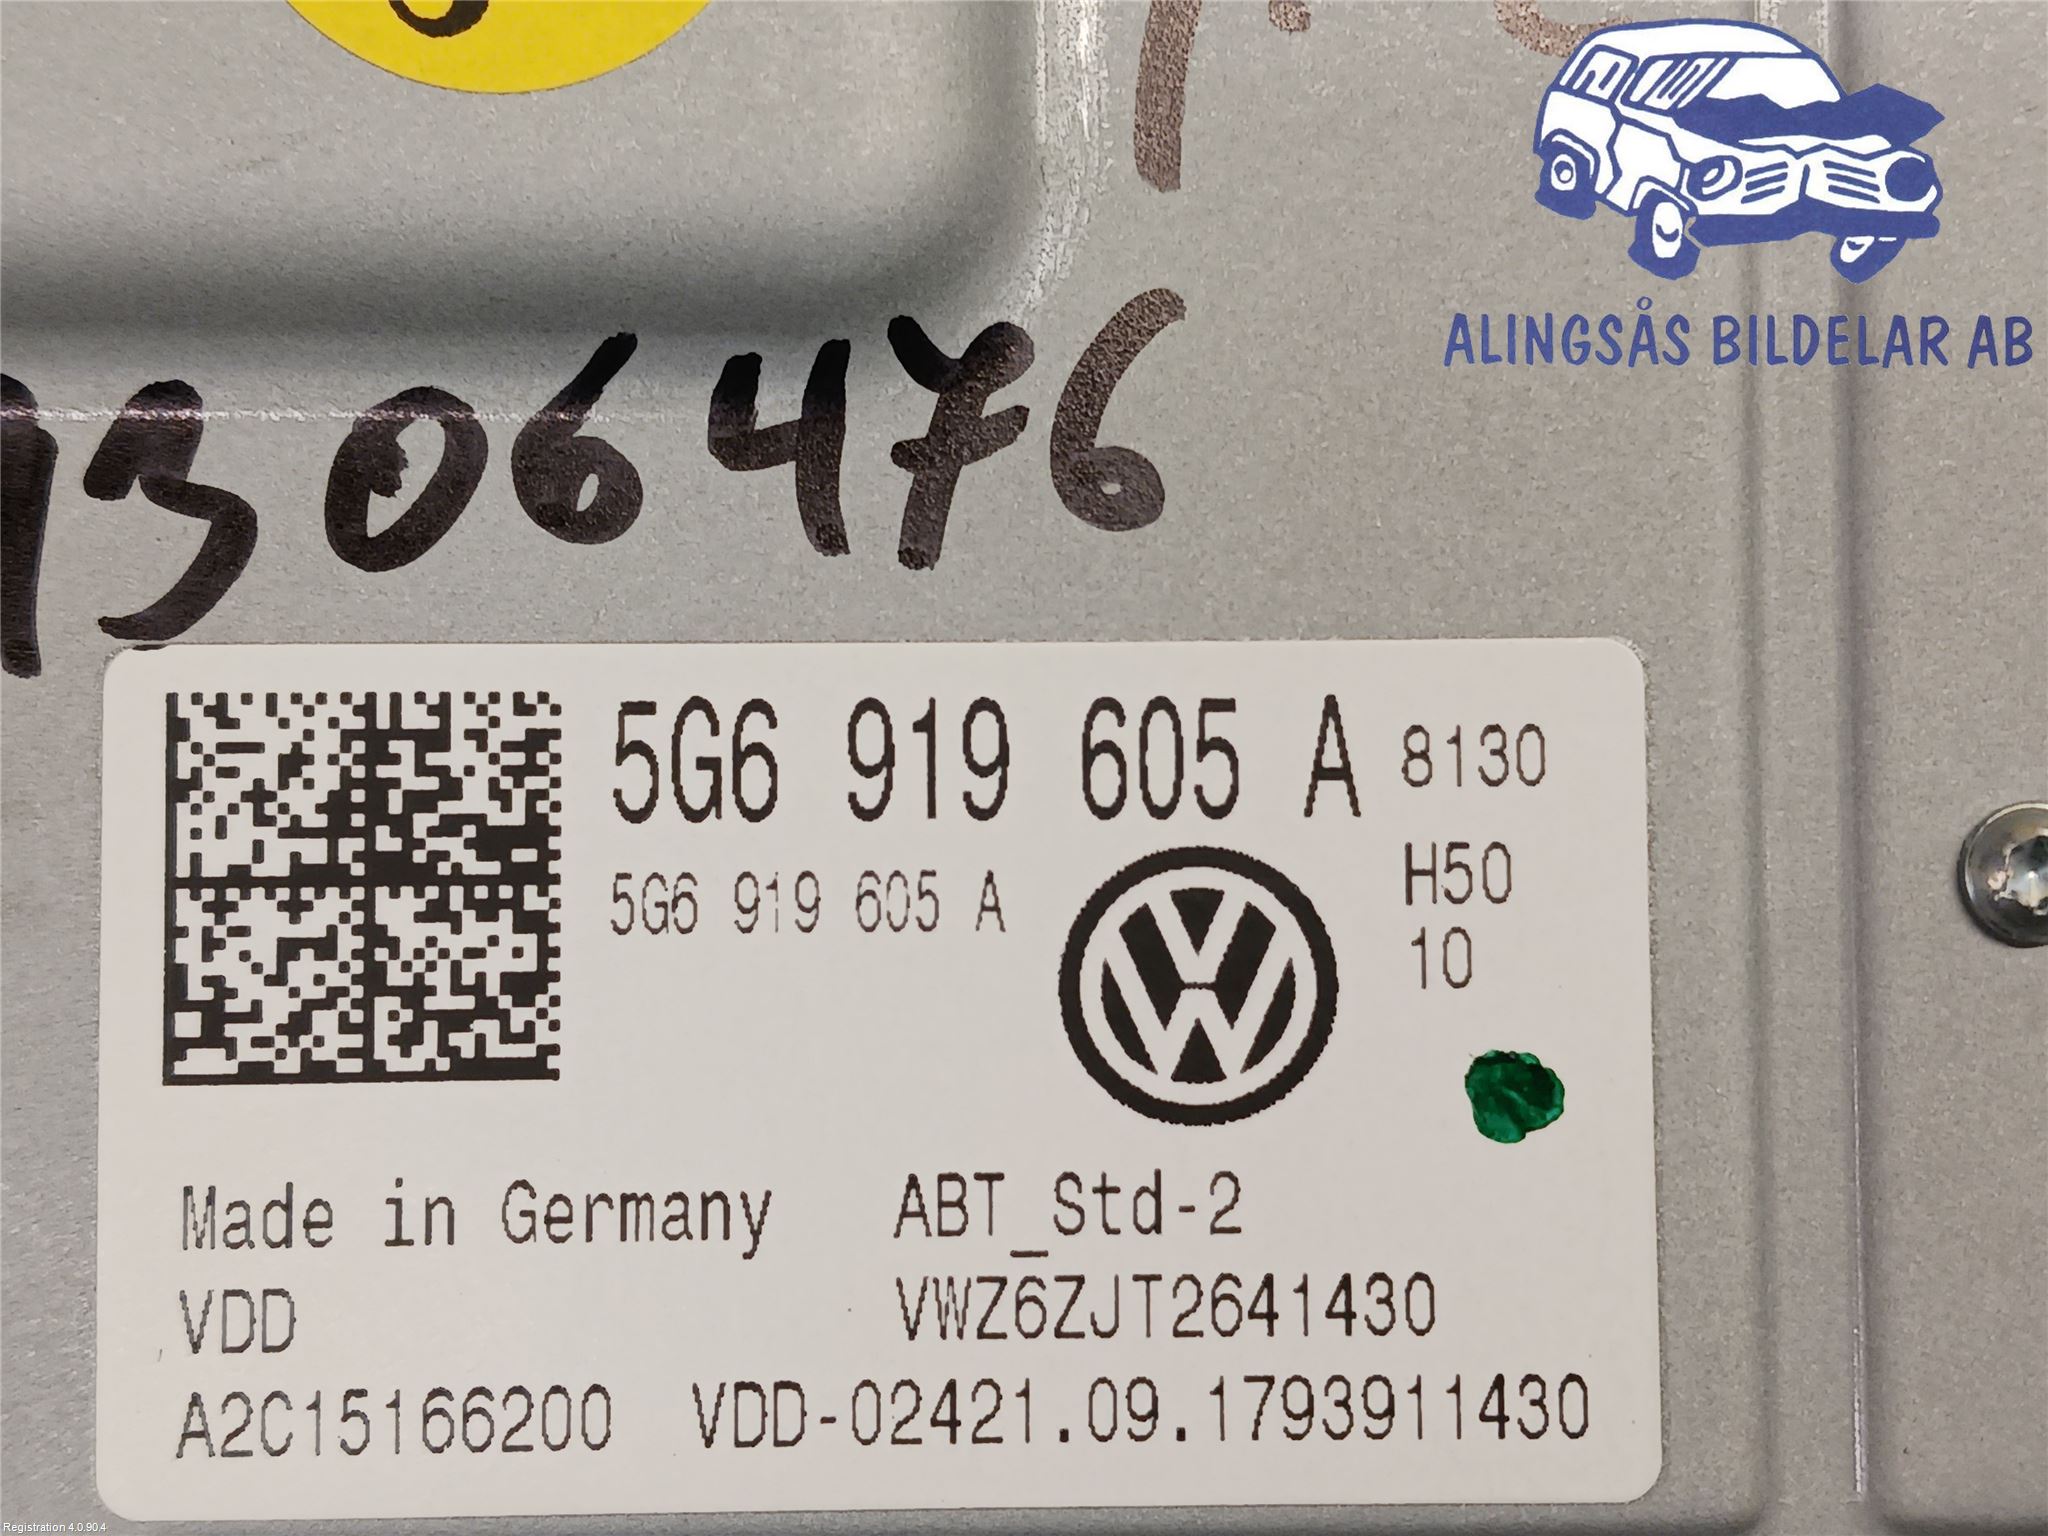 ALINGSÅS BILDELAR AB
306476
5G6 919 605 A 8130
5G6 919 605 A
H50
10
Made in Germany
ABT_Std-2
VDD
VWZ6ZJT2641430
A2C15166200
VDD-02421.09.1793911430
Registration 4.0.90.4